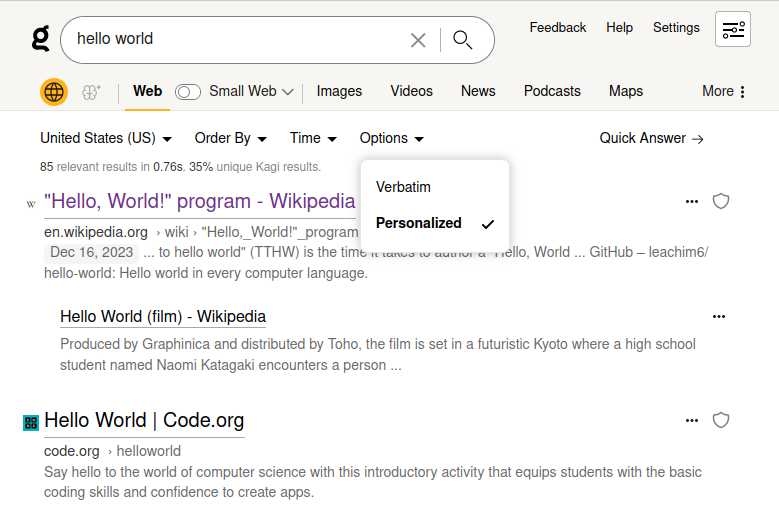 g hello world
Feedback Help Settings
Web Small Web Images Videos News Podcasts Maps More
United States (US) Order By Time Options Quick Answer →
85 relevant results in 0.76s. 35% unique Kagi results.
Verbatim
Personalized ✓
W "Hello, World!" program - Wikipedia
en.wikipedia.org › wiki › "Hello,_World!"_program
Dec 16, 2023 ... to hello world" (TTHW) is the time it takes to author a "Hello, World ... GitHub – leachim6/
hello-world: Hello world in every computer language.
Hello World (film) - Wikipedia
Produced by Graphinica and distributed by Toho, the film is set in a futuristic Kyoto where a high school
student named Naomi Katagaki encounters a person ...
Hello World | Code.org
code.org › helloworld
Say hello to the world of computer science with this introductory activity that equips students with the basic
coding skills and confidence to create apps.